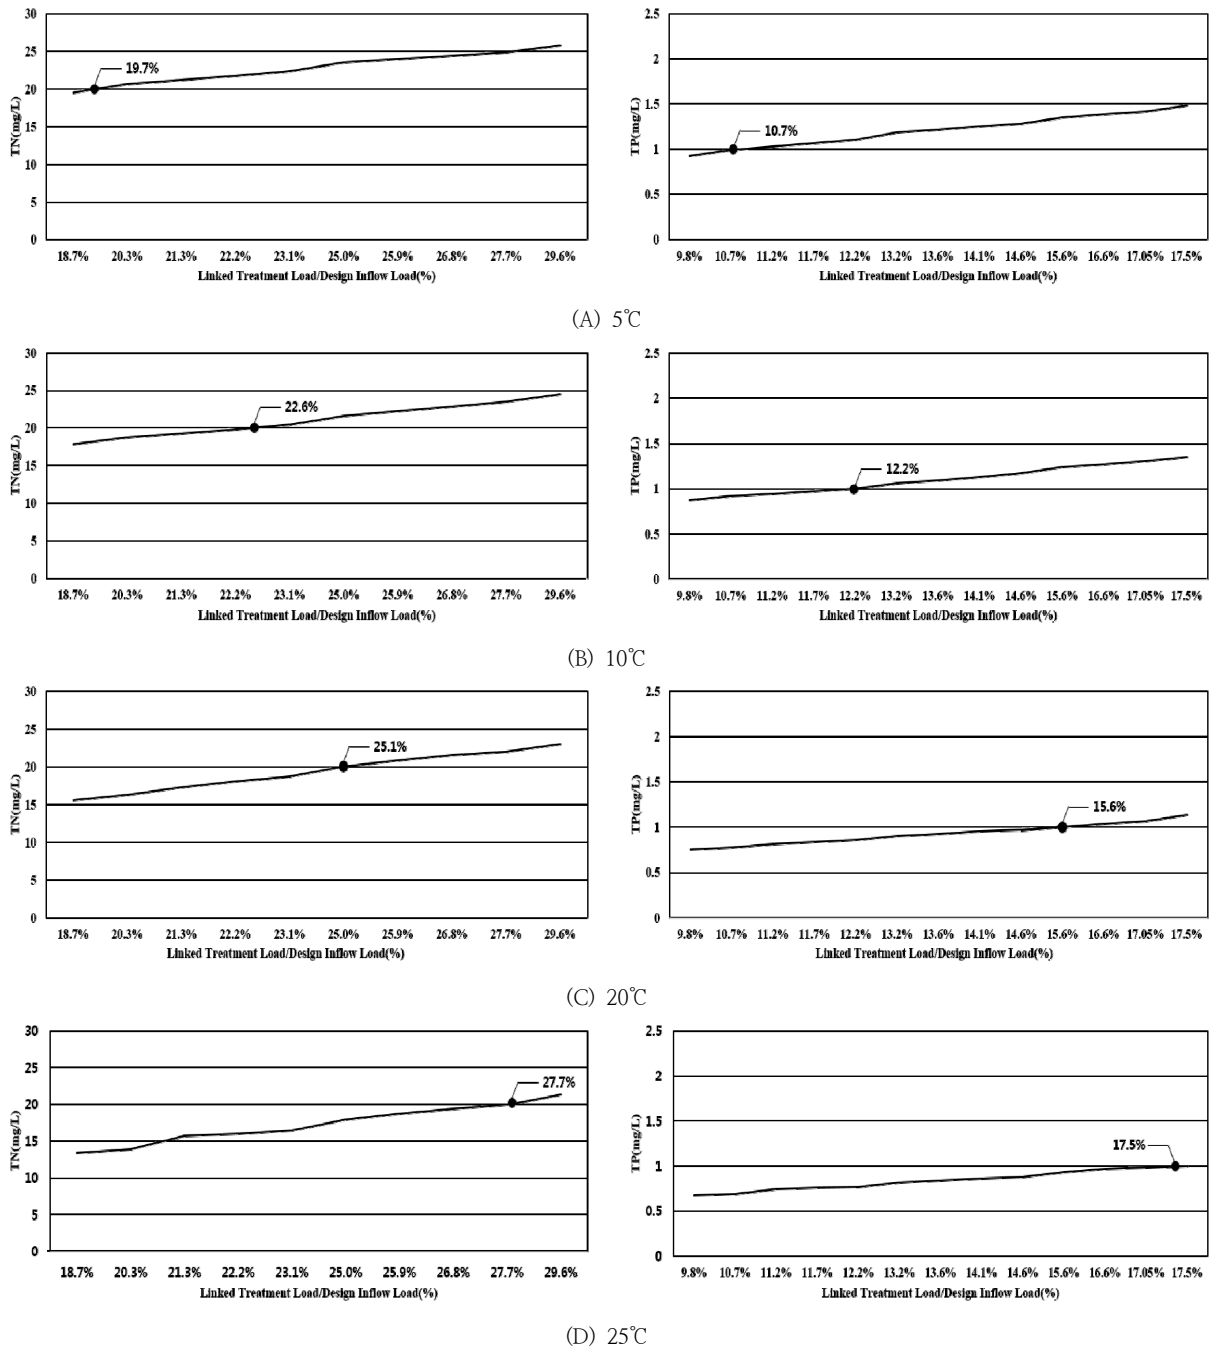 30
25
20
15
10
5
0
TN(mg/L)
19.7%
18.7% 20.3% 21.3% 22.2% 23.1% 25.0% 25.9% 26.8% 27.7% 29.6%
Linked Treatment Load/Design Inflow Load(%)
2.5
2
1.5
1
0.5
0
TP(mg/L)
10.7%
9.8% 10.7% 11.2% 11.7% 12.2% 13.2% 13.6% 14.1% 14.6% 15.6% 16.6% 17.05% 17.5%
Linked Treatment Load/Design Inflow Load(%)
(A) 5℃
30
25
20
15
10
5
0
TN(mg/L)
22.6%
18.7% 20.3% 21.3% 22.2% 23.1% 25.0% 25.9% 26.8% 27.7% 29.6%
Linked Treatment Load/Design Inflow Load(%)
2.5
2
1.5
1
0.5
0
TP(mg/L)
12.2%
9.8% 10.7% 11.2% 11.7% 12.2% 13.2% 13.6% 14.1% 14.6% 15.6% 16.6% 17.05% 17.5%
Linked Treatment Load/Design Inflow Load(%)
(B) 10℃
30
25
20
15
10
5
0
TN(mg/L)
25.1%
18.7% 20.3% 21.3% 22.2% 23.1% 25.0% 25.9% 26.8% 27.7% 29.6%
Linked Treatment Load/Design Inflow Load(%)
2.5
2
1.5
1
0.5
0
TP(mg/L)
15.6%
9.8% 10.7% 11.2% 11.7% 12.2% 13.2% 13.6% 14.1% 14.6% 15.6% 16.6% 17.05% 17.5%
Linked Treatment Load/Design Inflow Load(%)
(C) 20℃
30
25
20
15
10
5
0
TN(mg/L)
27.7%
18.7% 20.3% 21.3% 22.2% 23.1% 25.0% 25.9% 26.8% 27.7% 29.6%
Linked Treatment Load/Design Inflow Load(%)
2.5
2
1.5
1
0.5
0
TP(mg/L)
17.5%
9.8% 10.7% 11.2% 11.7% 12.2% 13.2% 13.6% 14.1% 14.6% 15.6% 16.6% 17.05% 17.5%
Linked Treatment Load/Design Inflow Load(%)
(D) 25℃